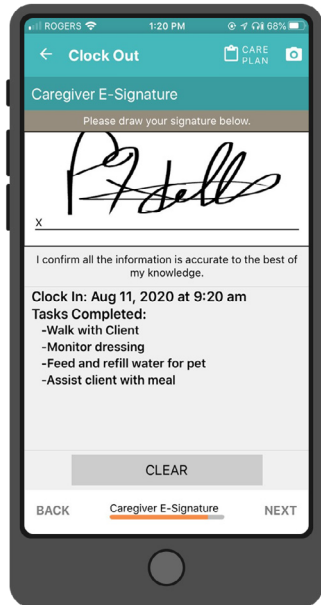 ROGERS 1:20 PM 68%
Clock Out CARE
PLAN
Caregiver E-Signature
Please draw your signature below.
X
I confirm all the information is accurate to the best of
my knowledge.
Clock In: Aug 11, 2020 at 9:20 am
Tasks Completed:
-Walk with Client
-Monitor dressing
-Feed and refill water for pet
-Assist client with meal
CLEAR
BACK Caregiver E-Signature NEXT